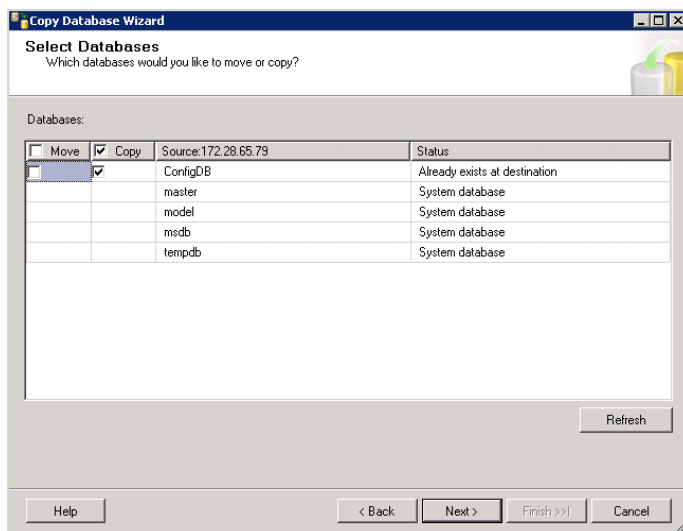 Copy Database Wizard
Select Databases
Which databases would you like to move or copy?
Databases:
Move Copy Source:172.28.65.79 Status
ConfigDB Already exists at destination
master System database
model System database
msdb System database
tempdb System database
Refresh
Help < Back Next > Finish >>| Cancel